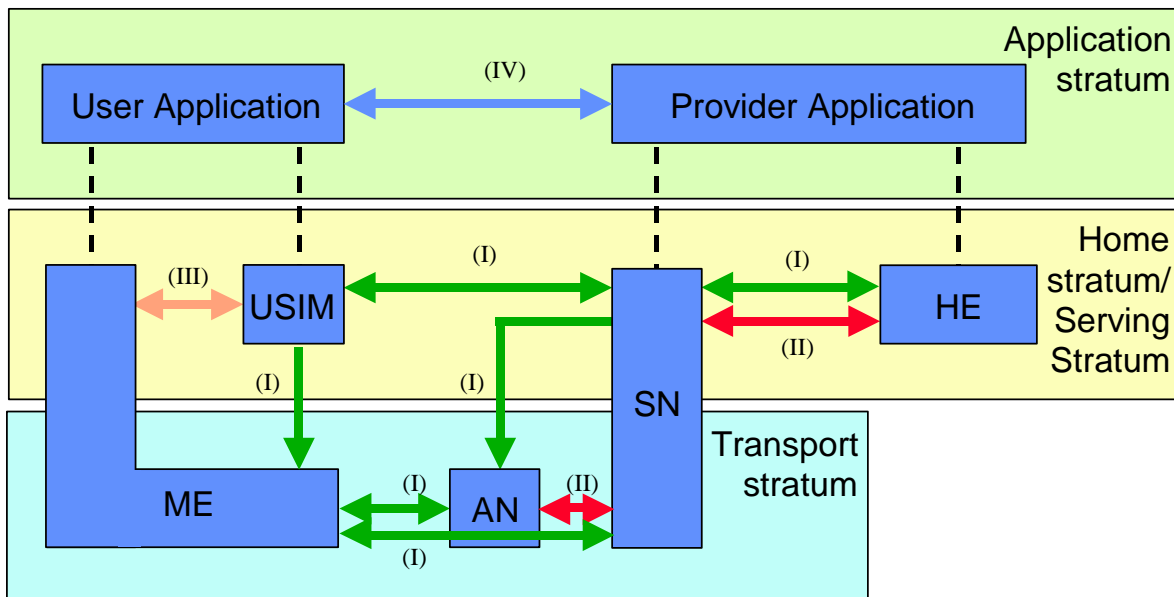 Application
stratum
(IV)
User Application
Provider Application
Home
stratum/
Serving
Stratum
(III)
USIM
(I)
(I)
HE
(II)
(I)
(I)
SN
Transport
stratum
ME
(I)
AN
(II)
(I)